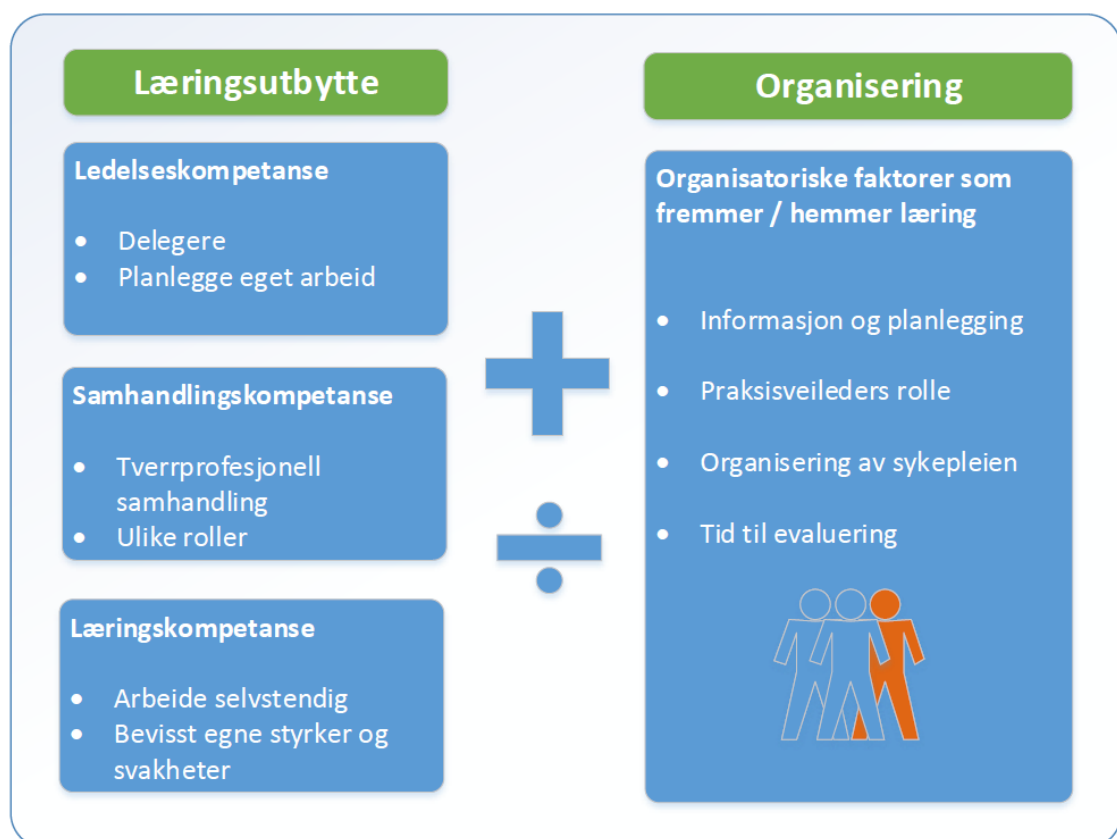 Læringsutbytte
Ledelseskompetanse
• Delegere
• Planlegge eget arbeid
Samhandlingskompetanse
• Tverrprofesjonell
samhandling
• Ulike roller
Læringskompetanse
• Arbeide selvstendig
• Bevisst egne styrker og
svakheter
Organisering
Organisatoriske faktorer som
fremmer / hemmer læring
• Informasjon og planlegging
• Praksisveileders rolle
• Organisering av sykepleien
• Tid til evaluering